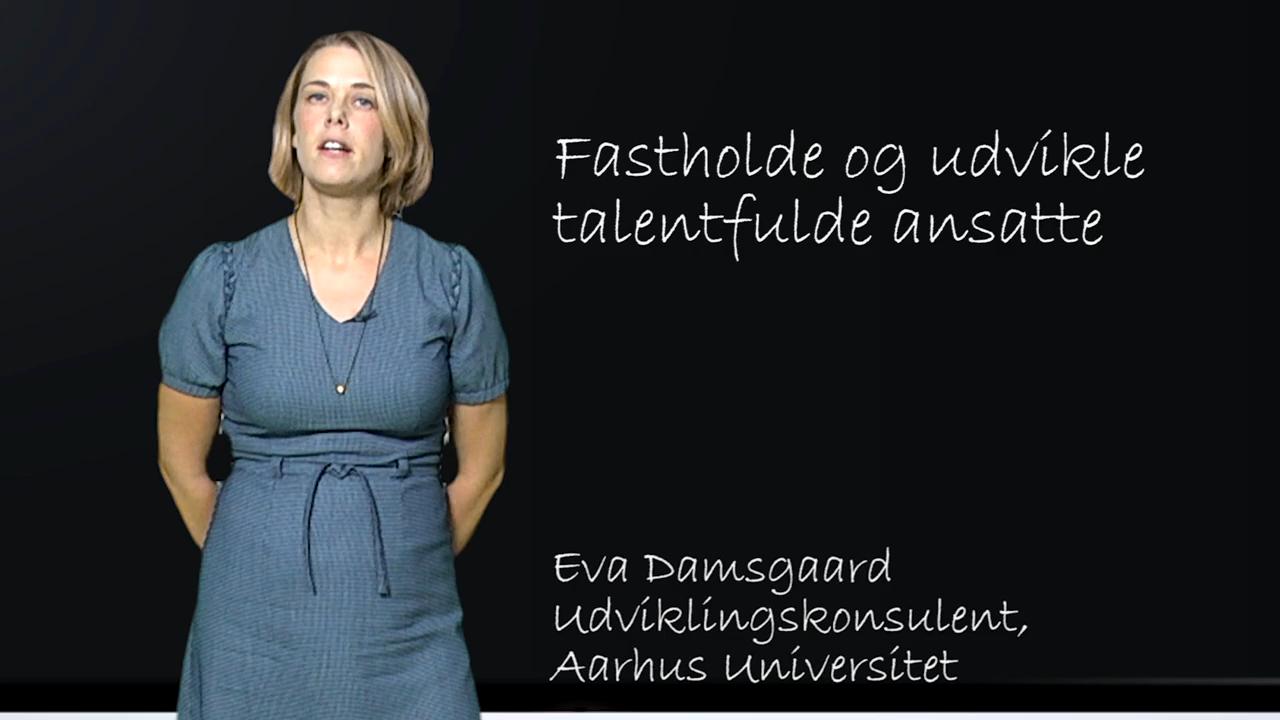 Fastholde og udvikle
talentfulde ansatte
Eva Damsgaard
Udviklingskonsulent,
Aarhus Universitet